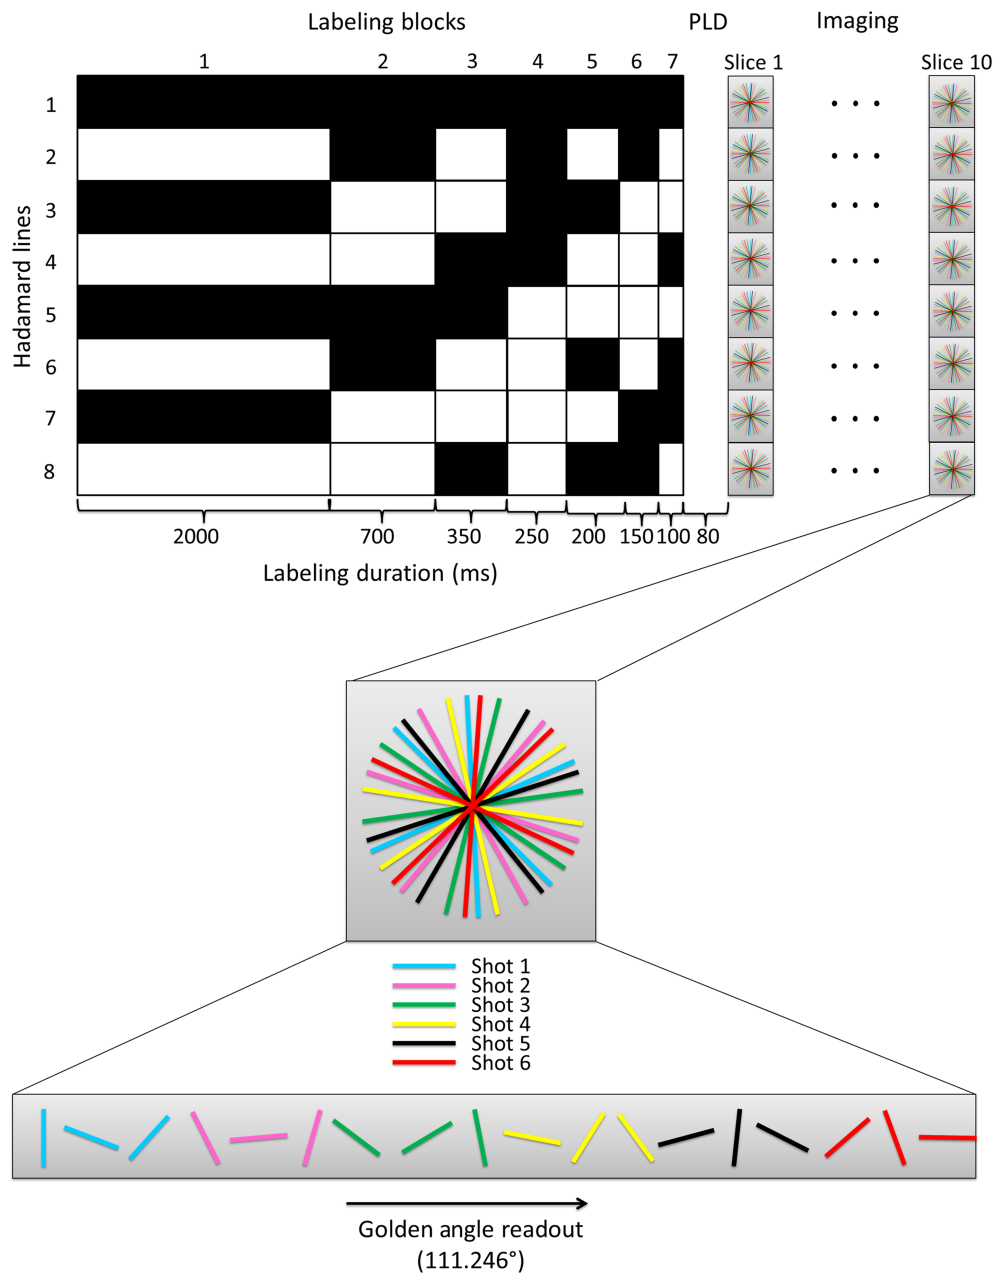 Labeling blocks PLD Imaging
1 2 3 4 5 6 7 Slice 1 Slice 10
Hadamard lines
1
2
3
4
5
6
7
8
2000 700 350 250 200 150 100 80
Labeling duration (ms)
Shot 1
Shot 2
Shot 3
Shot 4
Shot 5
Shot 6
Golden angle readout
(111.246°)